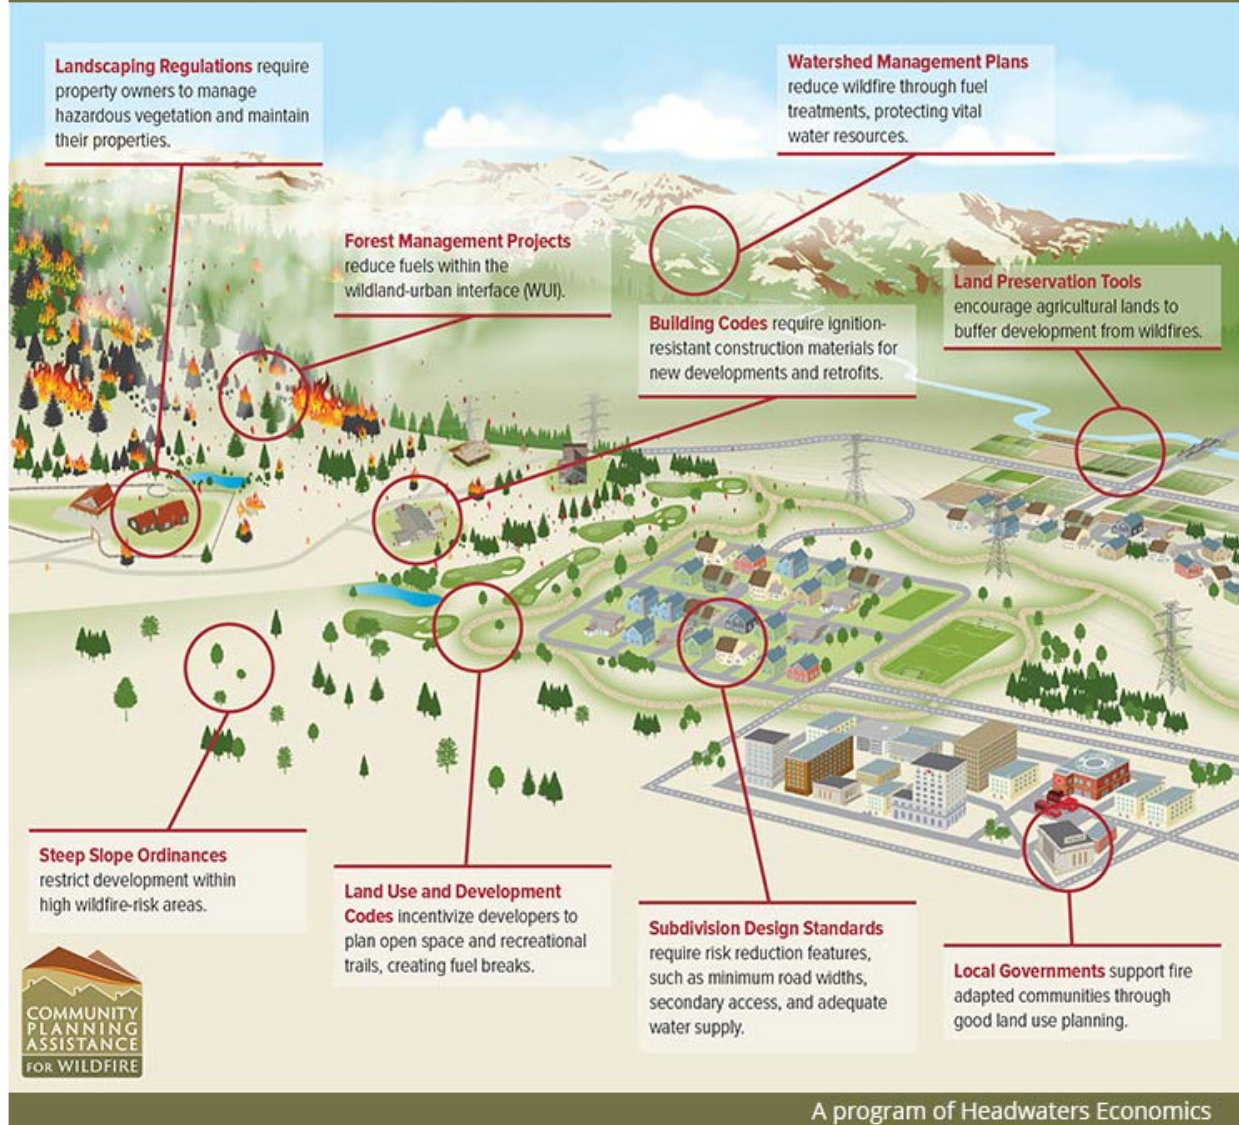 Landscaping Regulations require
property owners to manage
hazardous vegetation and maintain
their properties.
Watershed Management Plans
reduce wildfire through fuel
treatments, protecting vital
water resources.
Forest Management Projects
reduce fuels within the
wildland-urban interface (WUI).
Land Preservation Tools
encourage agricultural lands to
buffer development from wildfires.
Building Codes require ignition-
resistant construction materials for
new developments and retrofits.
Steep Slope Ordinances
restrict development within
high wildfire-risk areas.
Land Use and Development
Codes incentivize developers to
plan open space and recreational
trails, creating fuel breaks.
Subdivision Design Standards
require risk reduction features,
such as minimum road widths,
secondary access, and adequate
water supply.
Local Governments support fire
adapted communities through
good land use planning.
COMMUNITY
PLANNING
ASSISTANCE
FOR WILDFIRE
A program of Headwaters Economics